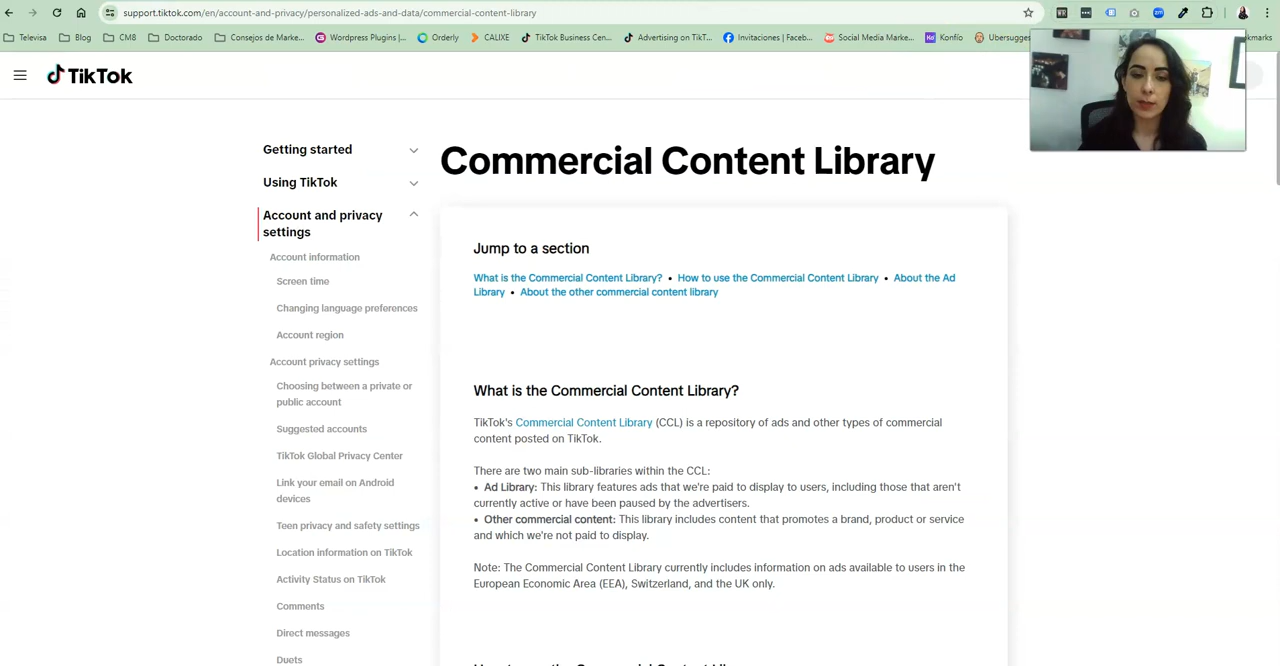 support.tiktok.com/en/account-and-privacy/personalized-ads-and-data/commercial-content-library
Televisa
Blog
CM8
Doctorado
Consejos de Marke...
Wordpress Plugins |...
Orderly
CALIXE
TikTok Business Cen...
Advertising on TikT...
Invitaciones | Faceb...
Social Media Marke...
Konfío
Ubersugges
kmarks
TikTok
Getting started
Using TikTok
Account and privacy
settings
Account information
Screen time
Changing language preferences
Account region
Account privacy settings
Choosing between a private or
public account
Suggested accounts
TikTok Global Privacy Center
Link your email on Android
devices
Teen privacy and safety settings
Location information on TikTok
Activity Status on TikTok
Comments
Direct messages
Duets
Commercial Content Library
Jump to a section
What is the Commercial Content Library? • How to use the Commercial Content Library • About the Ad
Library • About the other commercial content library
What is the Commercial Content Library?
TikTok's Commercial Content Library (CCL) is a repository of ads and other types of commercial
content posted on TikTok.
There are two main sub-libraries within the CCL:
• Ad Library: This library features ads that we're paid to display to users, including those that aren't
currently active or have been paused by the advertisers.
• Other commercial content: This library includes content that promotes a brand, product or service
and which we're not paid to display.
Note: The Commercial Content Library currently includes information on ads available to users in the
European Economic Area (EEA), Switzerland, and the UK only.